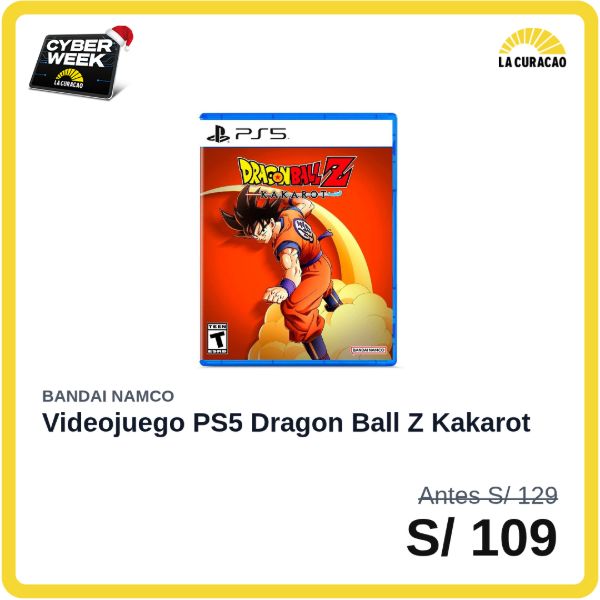 CYBER
WEEK
LA CURACAO
LA CURACAO
PS5
DRAGON BALL Z
KAKAROT
TEEN
T
ESRB
BANDAI NAMCO
BANDAI NAMCO
Videojuego PS5 Dragon Ball Z Kakarot
Antes S/ 129
S/ 109